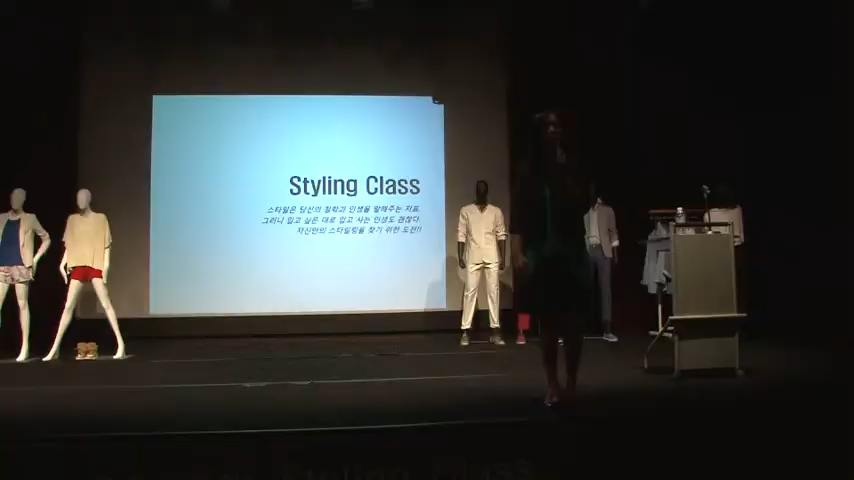 Styling Class
스타일은 당신의 철학과 인생을 말해주는 지표.
그러니 입고 싶은 대로 입고 사는 인생도 괜찮다.
자신만의 스타일링을 찾기 위한 도전!!